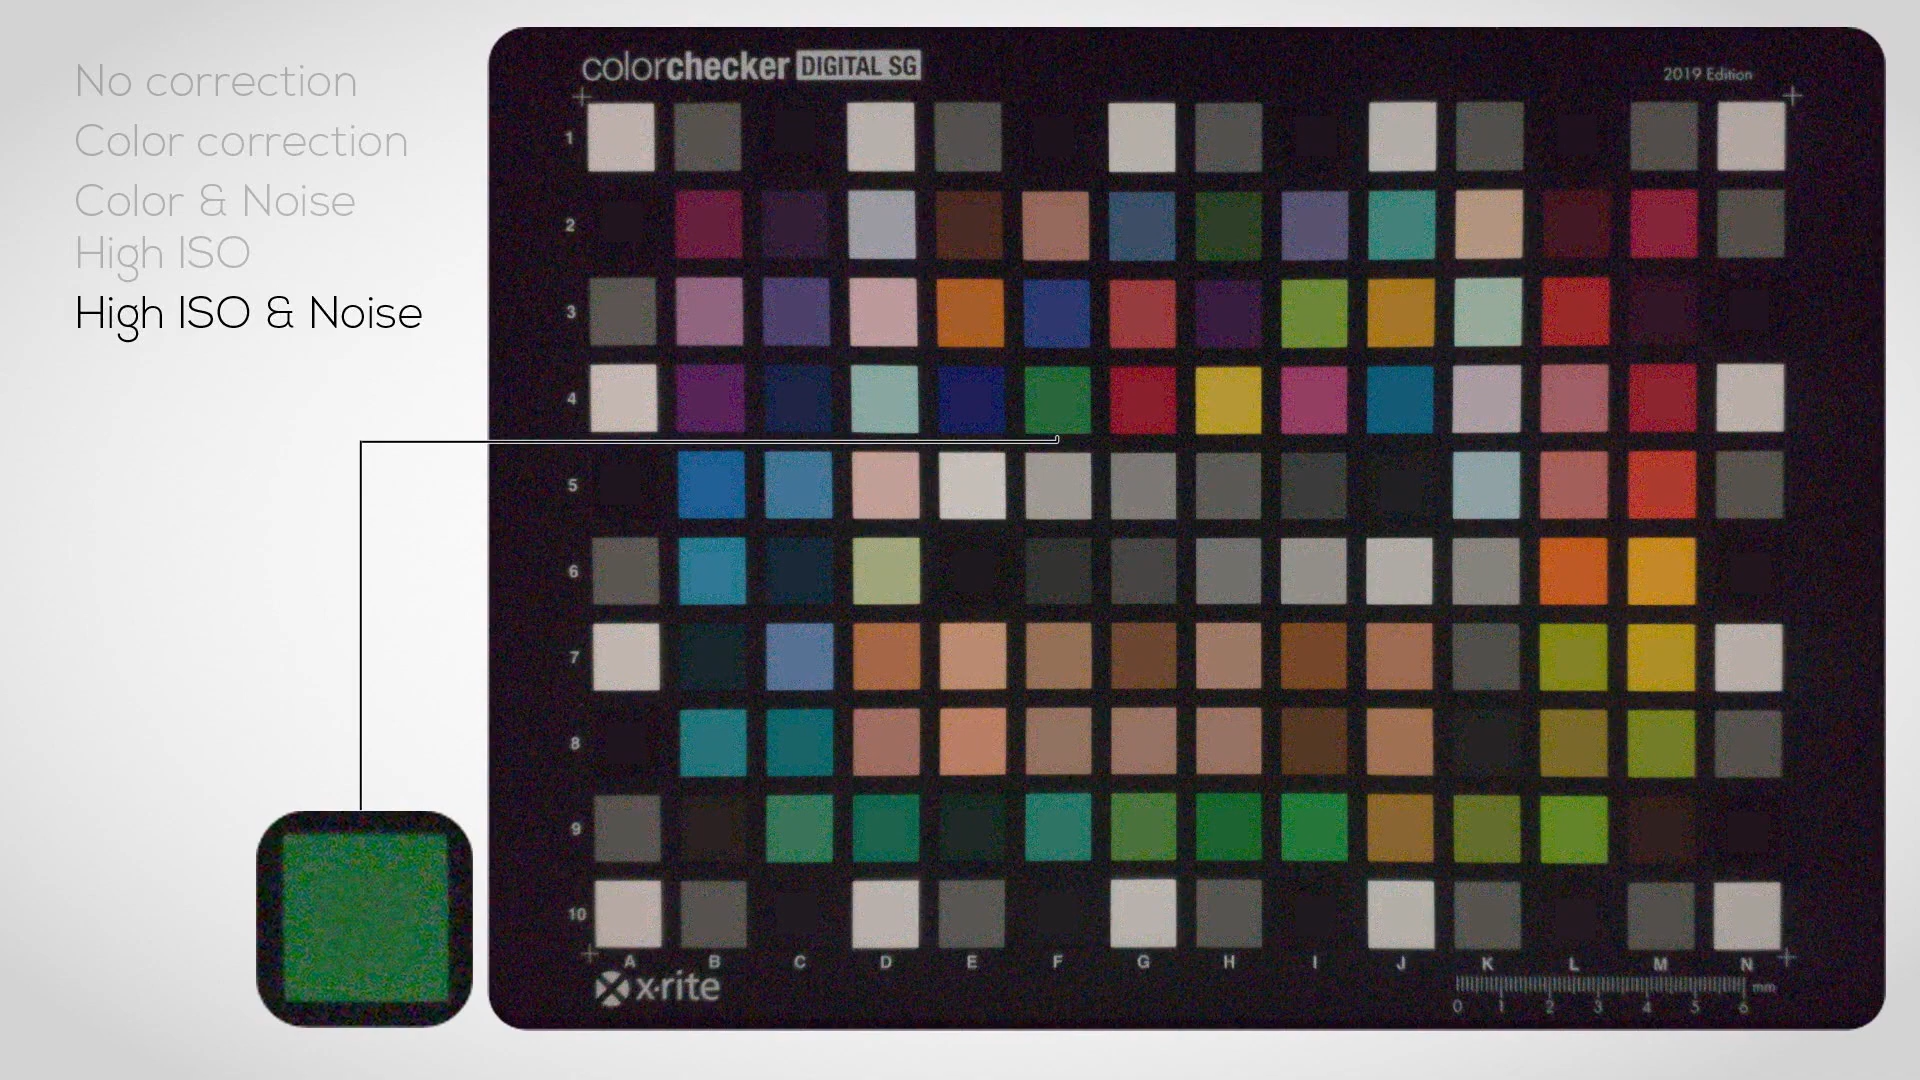 No correction
Color correction
Color & Noise
High ISO
High ISO & Noise
colorchecker DIGITAL SG
2019 Edition
1
2
3
4
5
6
7
8
9
10
A B C D E F G H I J K L M N
x·rite
mm
0 1 2 3 4 5 6